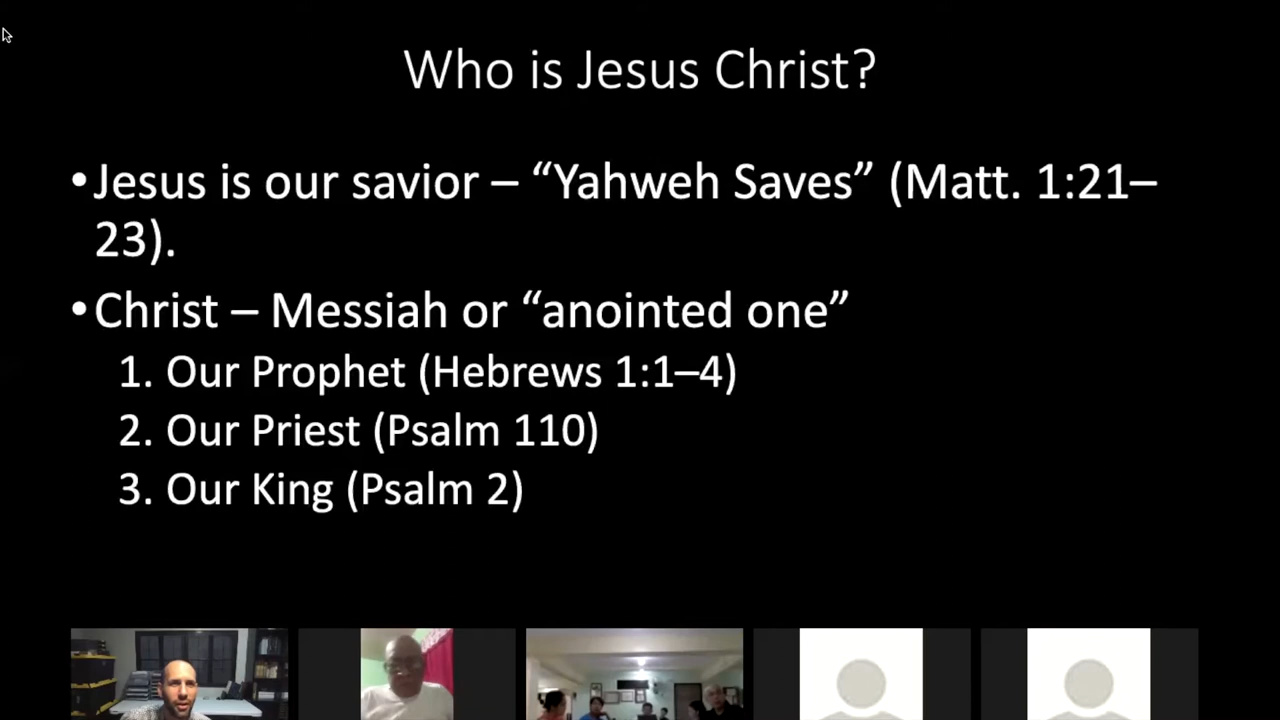 Who is Jesus Christ?
•Jesus is our savior – “Yahweh Saves” (Matt. 1:21–
23).
•Christ – Messiah or “anointed one”
1. Our Prophet (Hebrews 1:1–4)
2. Our Priest (Psalm 110)
3. Our King (Psalm 2)